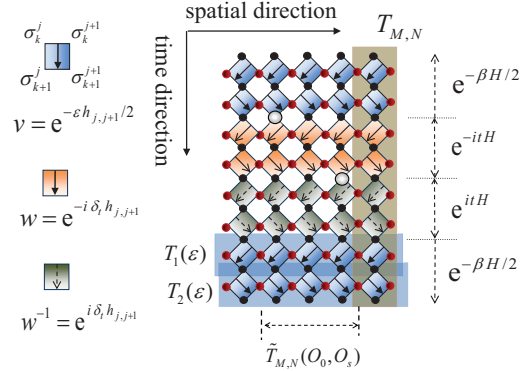 spatial direction
time direction
T_{M,N}
σ_k^j σ_k^{j+1}
σ_{k+1}^j σ_{k+1}^{j+1}
v = e^{-εh_{j,j+1}/2}
w = e^{-iδ_t h_{j,j+1}}
w^{-1} = e^{iδ_t h_{j,j+1}}
e^{-βH/2}
e^{-itH}
e^{itH}
e^{-βH/2}
T_1(ε)
T_2(ε)
T̃_{M,N}(O_0, O_s)